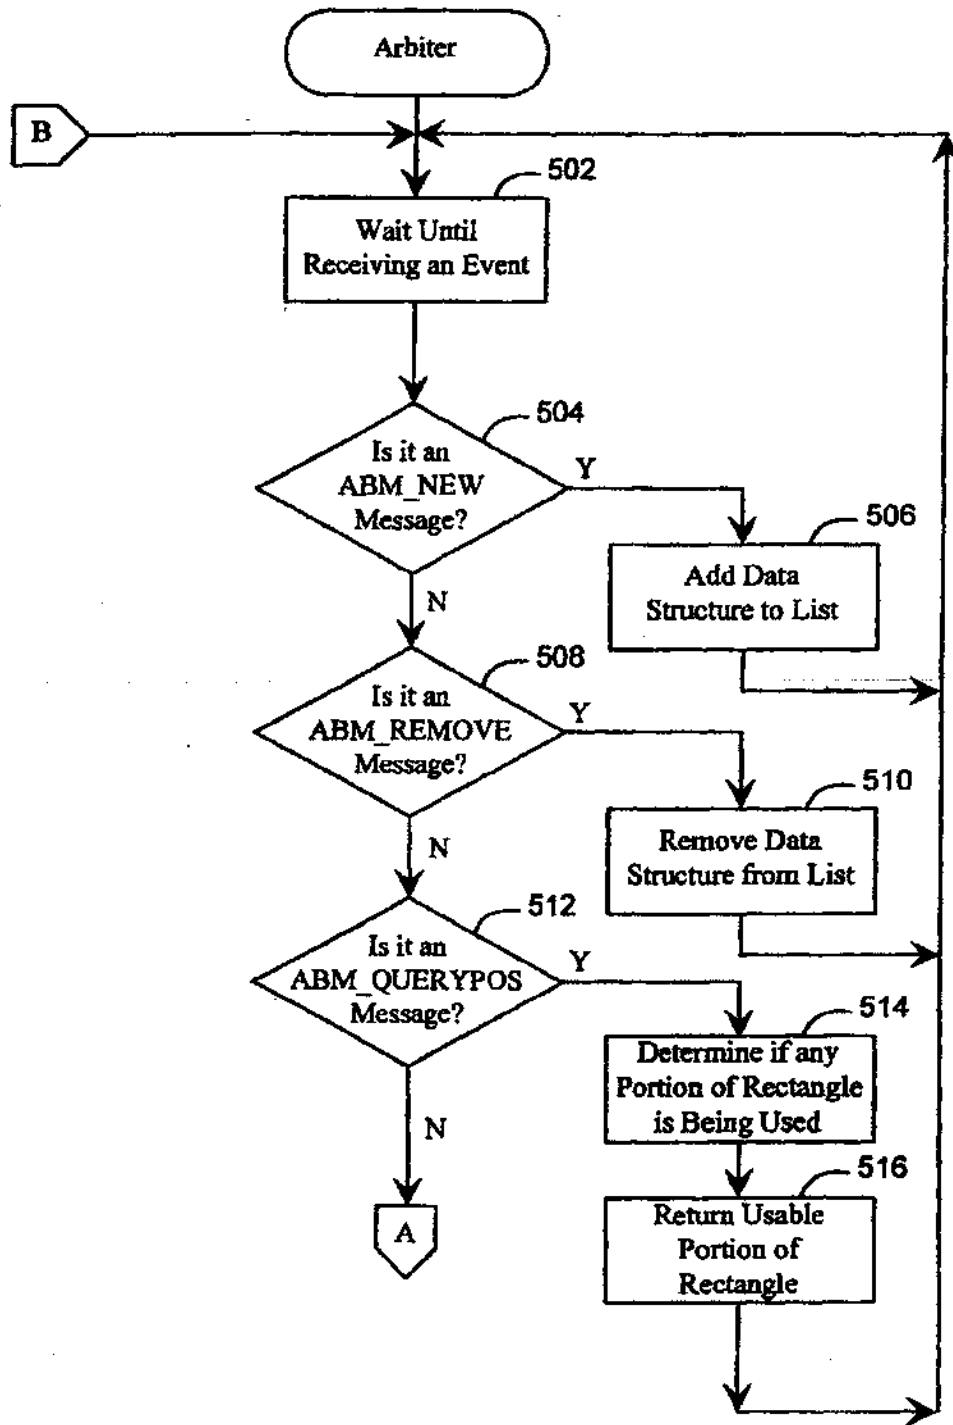 Arbiter
B
502
Wait Until
Receiving an Event
504
Is it an
ABM_NEW
Message?
Y
506
Add Data
Structure to List
N
508
Is it an
ABM_REMOVE
Message?
Y
510
Remove Data
Structure from List
N
512
Is it an
ABM_QUERYPOS
Message?
Y
514
Determine if any
Portion of Rectangle
is Being Used
N
516
Return Usable
Portion of
Rectangle
A